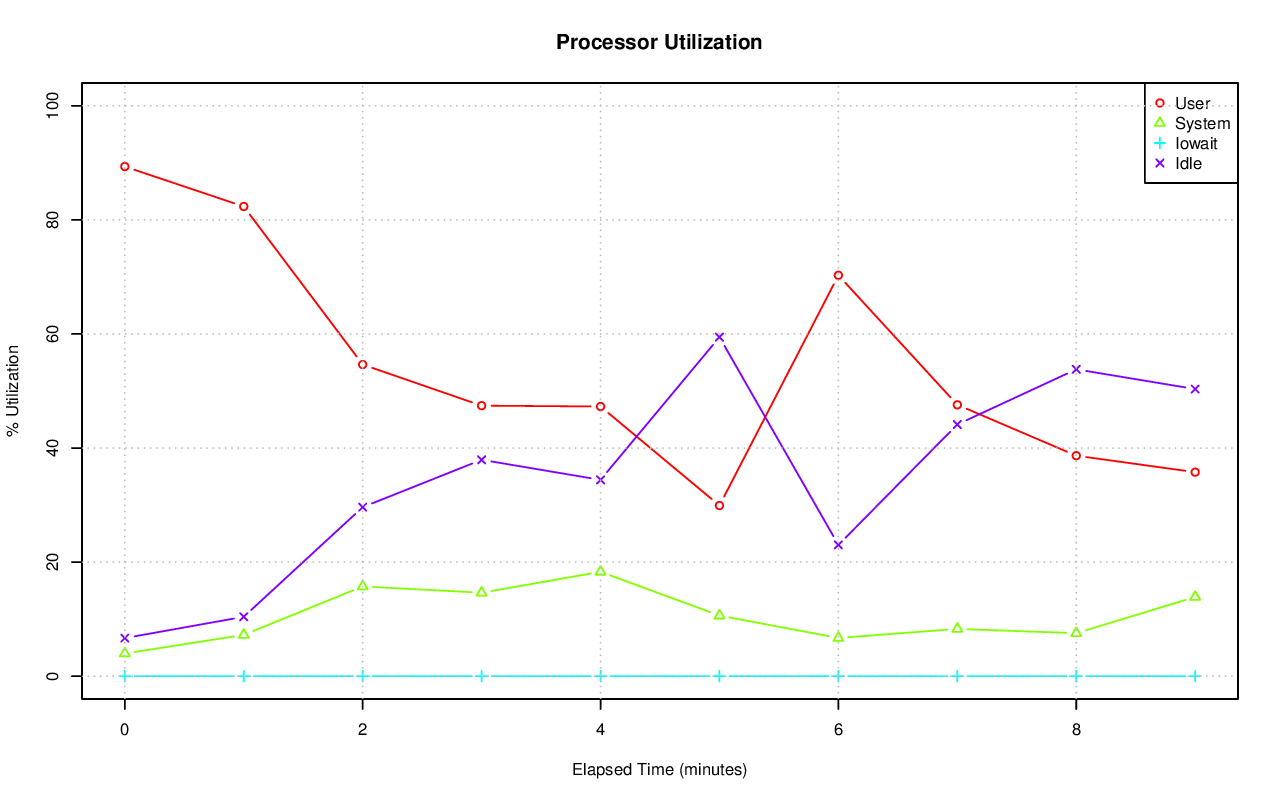 Processor Utilization
User
System
Iowait
Idle
100
80
60
40
20
0
% Utilization
0 2 4 6 8
Elapsed Time (minutes)